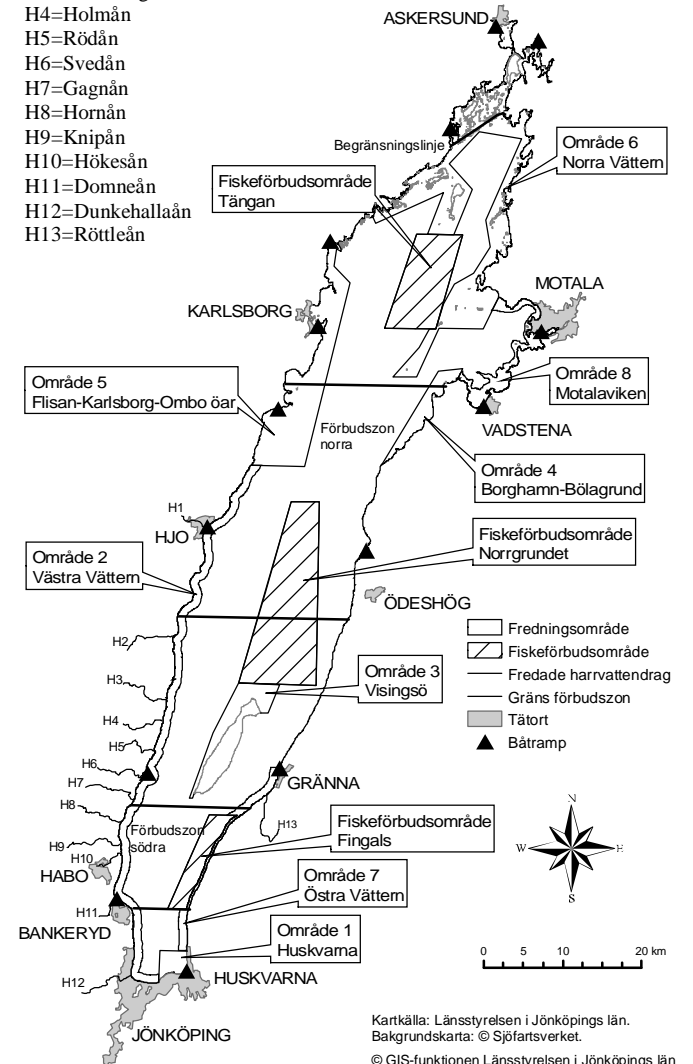 H4=Holmån
H5=Rödån
H6=Svedån
H7=Gagnån
H8=Hornån
H9=Knipån
H10=Hökesån
H11=Domneån
H12=Dunkehallaån
H13=Röttleån
ASKERSUND
Begränsningslinje
Område 6
Norra Vättern
Fiskeförbudsområde
Tängan
MOTALA
KARLSBORG
Område 5
Flisan-Karlsborg-Ombo öar
Område 8
Motalaviken
Förbudszon
norra
VADSTENA
Område 4
Borghamn-Bölagrund
H1
HJO
Fiskeförbudsområde
Norrgrundet
Område 2
Västra Vättern
ÖDESHÖG
Fredningsområde
Fiskeförbudsområde
Fredade harrvattendrag
Gräns förbudszon
Tätort
Båtramp
H2
H3
H4
H5
H6
H7
H8
H9
H10
Område 3
Visingsö
GRÄNNA
H13
Förbudszon
södra
Fiskeförbudsområde
Fingals
HABO
Område 7
Östra Vättern
H11
BANKERYD
Område 1
Huskvarna
H12
HUSKVARNA
JÖNKÖPING
N
W
E
S
0 5 10 20 km
Kartkälla: Länsstyrelsen i Jönköpings län.
Bakgrundskarta: © Sjöfartsverket.
© GIS-funktionen Länsstyrelsen i Jönköpings län